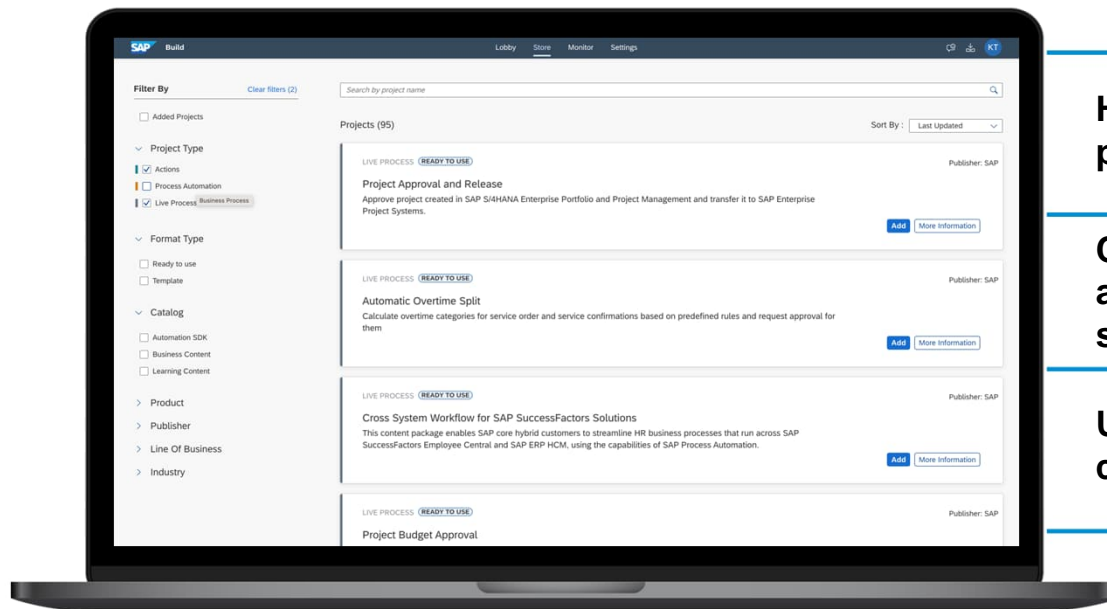 SAP Build
Lobby Store Monitor Settings
KT
Filter By Clear filters (2)
Added Projects
Project Type
Actions
Process Automation
Live Process
Business Process
Format Type
Ready to use
Template
Catalog
Automation SDK
Business Content
Learning Content
Product
Publisher
Line Of Business
Industry
Search by project name
Projects (95)
Sort By : Last Updated
LIVE PROCESS READY TO USE
Publisher: SAP
Project Approval and Release
Approve project created in SAP S/4HANA Enterprise Portfolio and Project Management and transfer it to SAP Enterprise
Project Systems.
Add More Information
LIVE PROCESS READY TO USE
Publisher: SAP
Automatic Overtime Split
Calculate overtime categories for service order and service confirmations based on predefined rules and request approval for
them
Add More Information
LIVE PROCESS READY TO USE
Publisher: SAP
Cross System Workflow for SAP SuccessFactors Solutions
This content package enables SAP core hybrid customers to streamline HR business processes that run across SAP
SuccessFactors Employee Central and SAP ERP HCM, using the capabilities of SAP Process Automation.
Add More Information
LIVE PROCESS READY TO USE
Publisher: SAP
Project Budget Approval